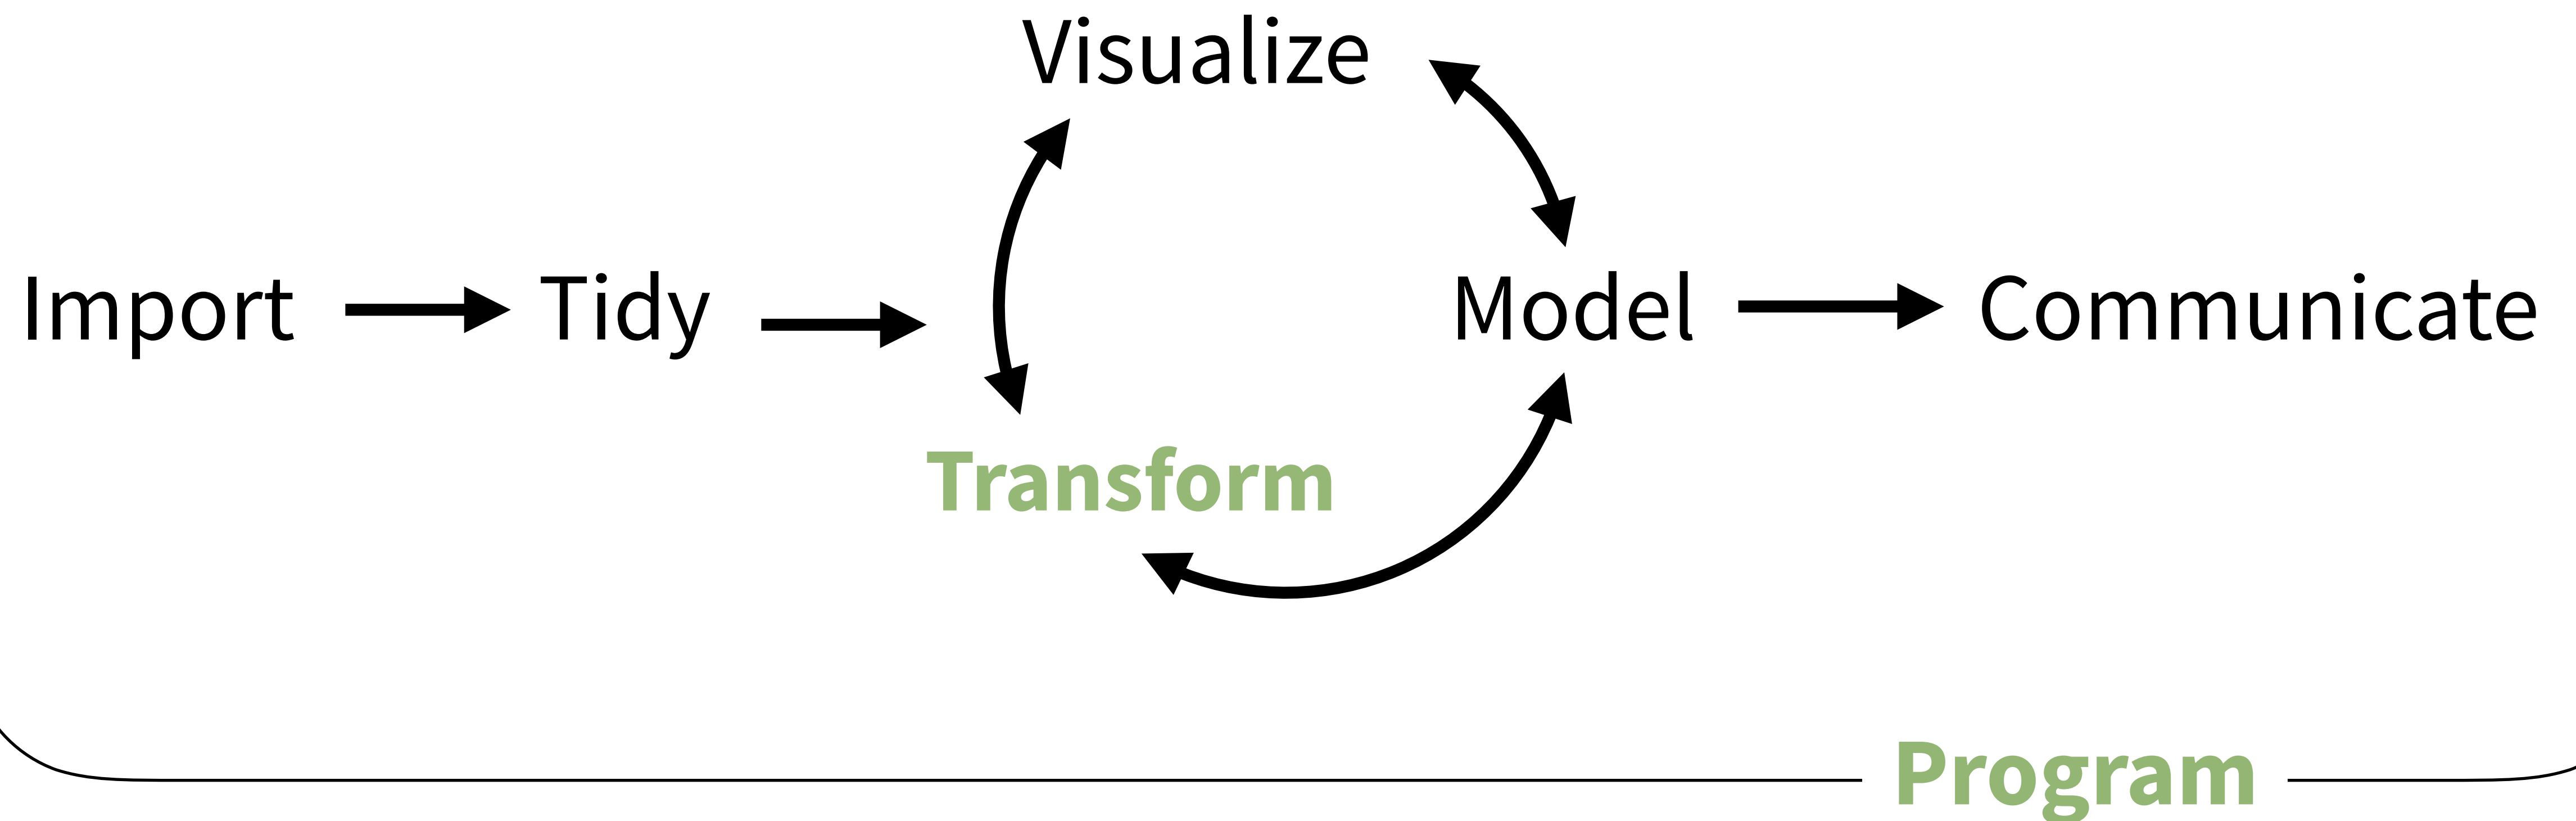 Visualize
Import
Tidy
Model
Communicate
Transform
Program